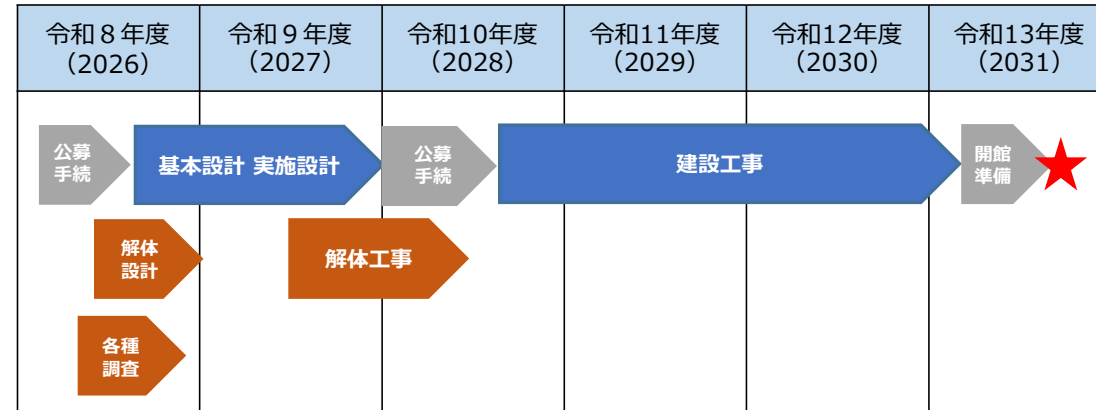 令和８年度
（2026）
令和９年度
（2027）
令和10年度
（2028）
令和11年度
（2029）
令和12年度
（2030）
令和13年度
（2031）
公募
手続
基本設計 実施設計
公募
手続
建設工事
開館
準備
解体
設計
解体工事
各種
調査